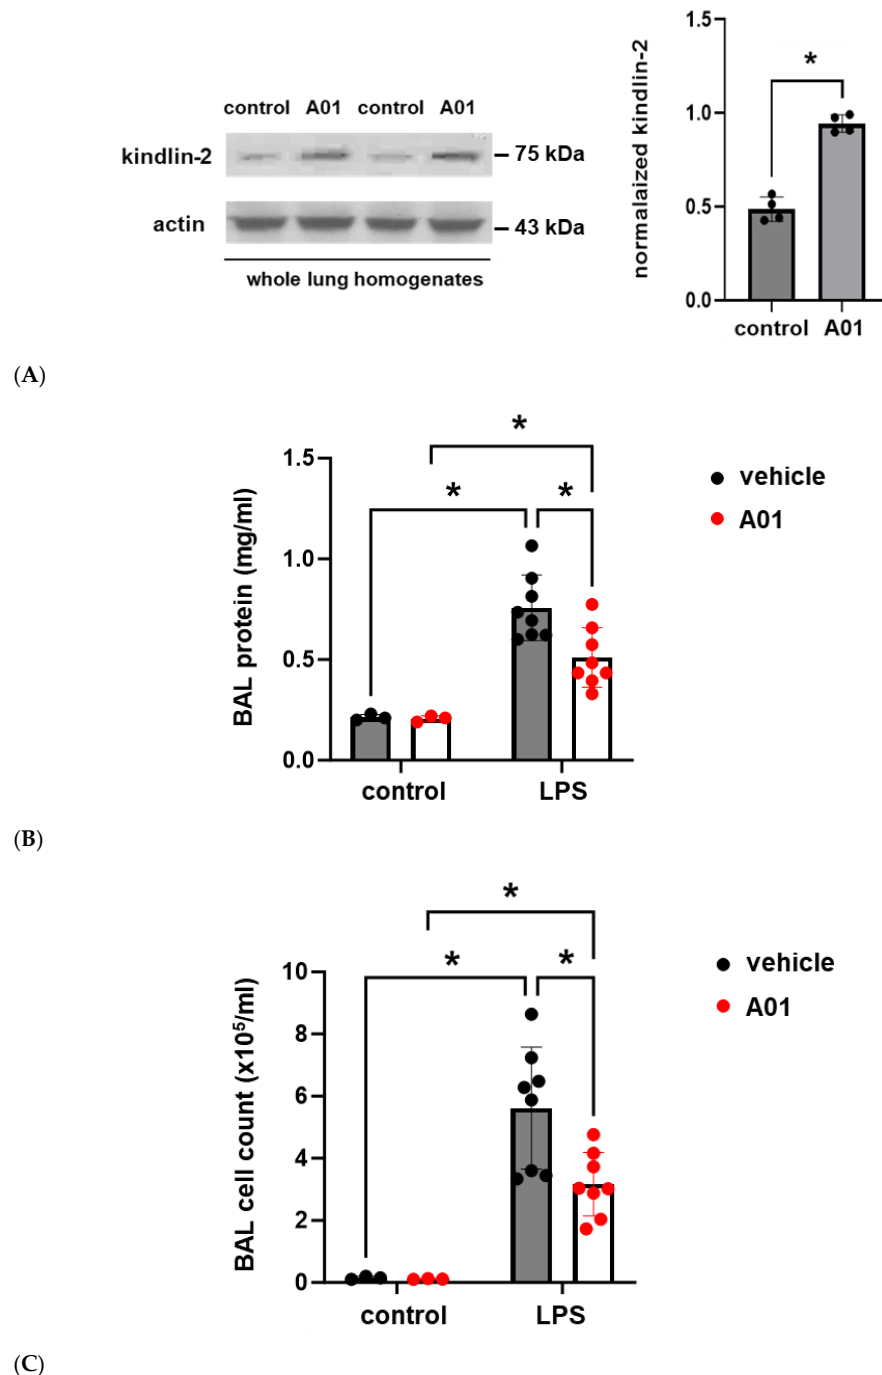 control A01 control A01
kindlin-2
75 kDa
actin
43 kDa
whole lung homogenates
normalaized kindlin-2
1.5
1.0
0.5
0.0
*
control A01
(A)
BAL protein (mg/ml)
1.5
1.0
0.5
0.0
*
* *
control LPS
vehicle
A01
(B)
BAL cell count (x10⁵/ml)
10
8
6
4
2
0
*
* *
control LPS
vehicle
A01
(C)